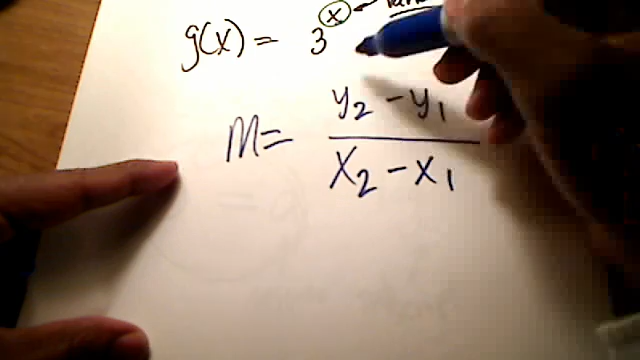 g(x) = 3^x ←
M = (y₂ - y₁) / (x₂ - x₁)